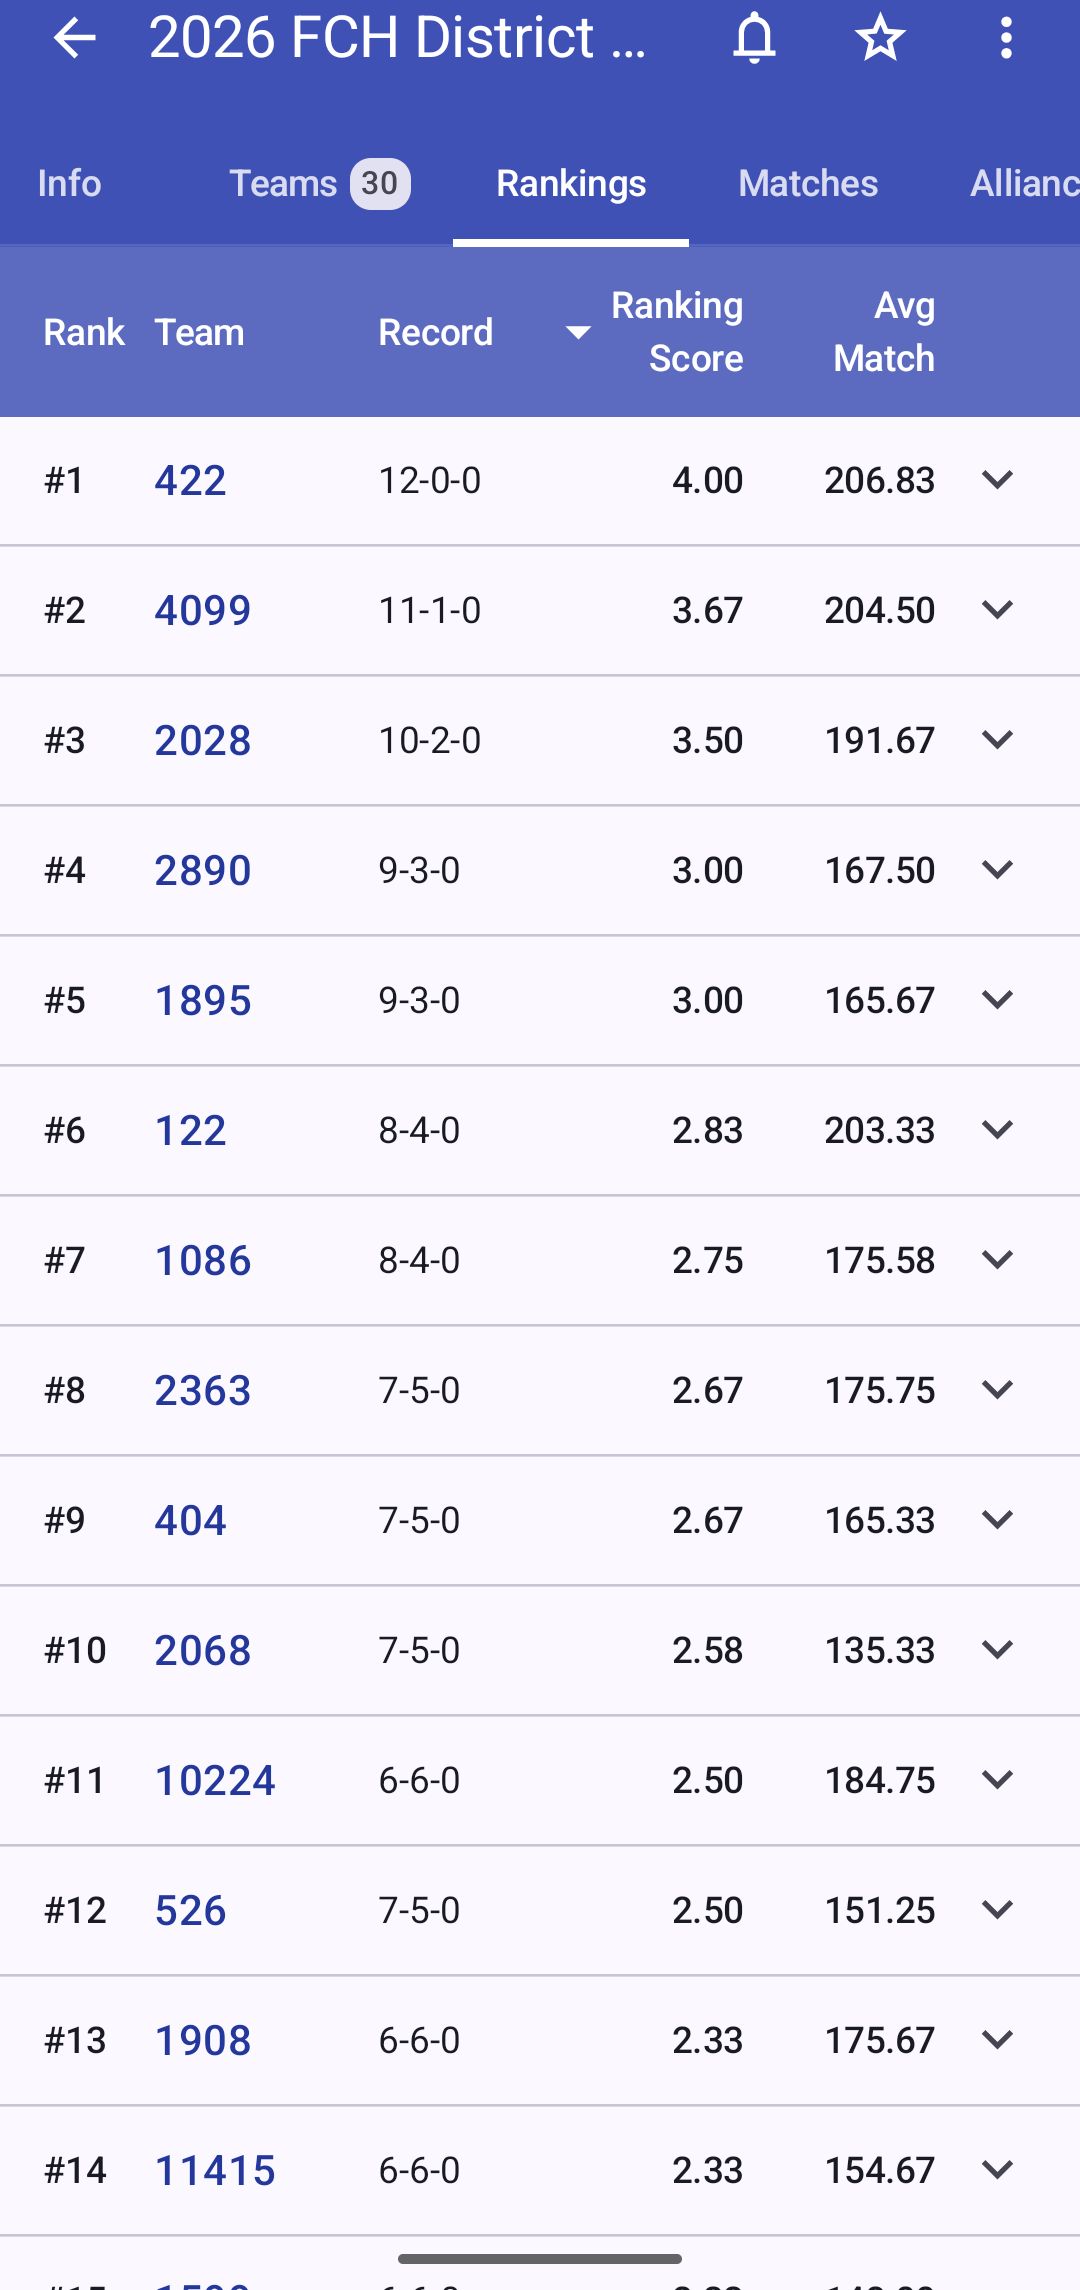 2026 FCH District ...
Info Teams 30 Rankings Matches Allianc
Rank Team Record Ranking Score Avg Match
#1 422 12-0-0 4.00 206.83
#2 4099 11-1-0 3.67 204.50
#3 2028 10-2-0 3.50 191.67
#4 2890 9-3-0 3.00 167.50
#5 1895 9-3-0 3.00 165.67
#6 122 8-4-0 2.83 203.33
#7 1086 8-4-0 2.75 175.58
#8 2363 7-5-0 2.67 175.75
#9 404 7-5-0 2.67 165.33
#10 2068 7-5-0 2.58 135.33
#11 10224 6-6-0 2.50 184.75
#12 526 7-5-0 2.50 151.25
#13 1908 6-6-0 2.33 175.67
#14 11415 6-6-0 2.33 154.67